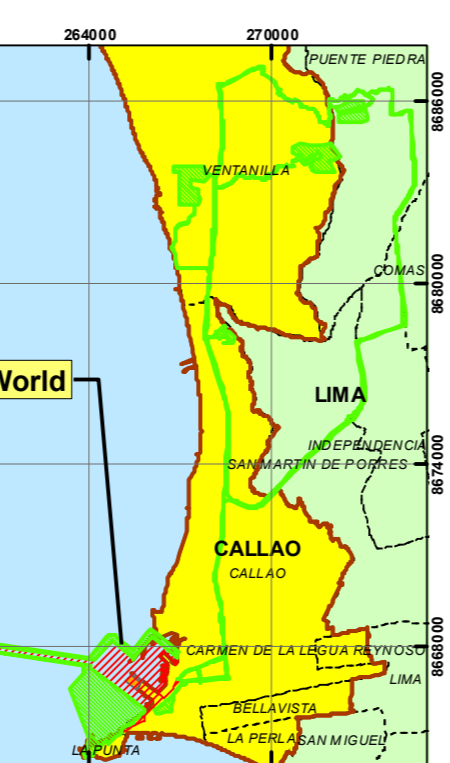 264000
270000
PUENTE PIEDRA
8686000
VENTANILLA
COMAS
8680000
World
LIMA
INDEPENDENCIA
SAN MARTIN DE PORRES
8674000
CALLAO
CALLAO
CARMEN DE LA LEGUA REYNOSO
8668000
LIMA
BELLAVISTA
LA PERLA
SAN MIGUEL
LA PUNTA